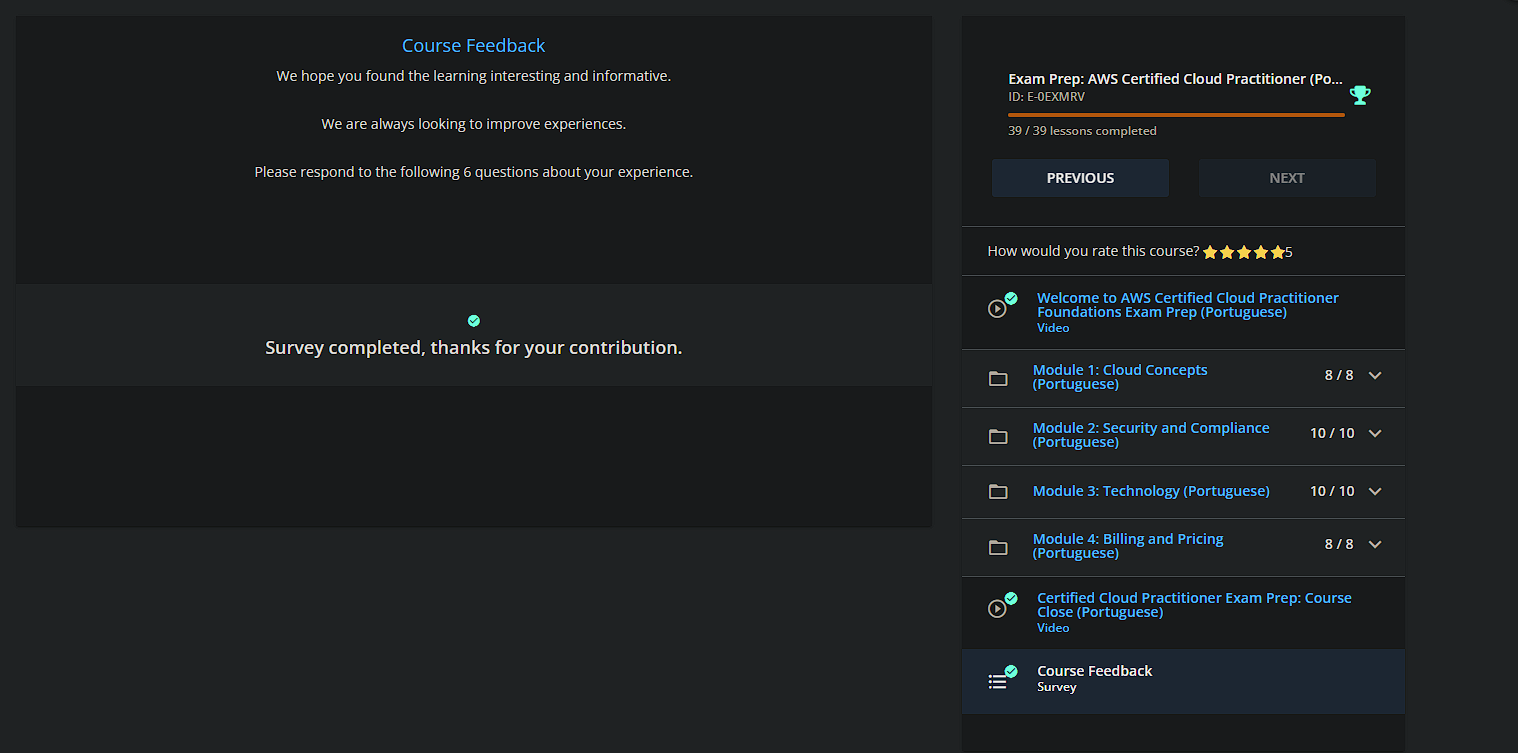 Course Feedback
We hope you found the learning interesting and informative.
We are always looking to improve experiences.
Please respond to the following 6 questions about your experience.
Survey completed, thanks for your contribution.
Exam Prep: AWS Certified Cloud Practitioner (Po...
ID: E-0EXMRV
39 / 39 lessons completed
PREVIOUS
NEXT
How would you rate this course? 5
Welcome to AWS Certified Cloud Practitioner
Foundations Exam Prep (Portuguese)
Video
Module 1: Cloud Concepts
(Portuguese)
8 / 8
Module 2: Security and Compliance
(Portuguese)
10 / 10
Module 3: Technology (Portuguese)
10 / 10
Module 4: Billing and Pricing
(Portuguese)
8 / 8
Certified Cloud Practitioner Exam Prep: Course
Close (Portuguese)
Video
Course Feedback
Survey